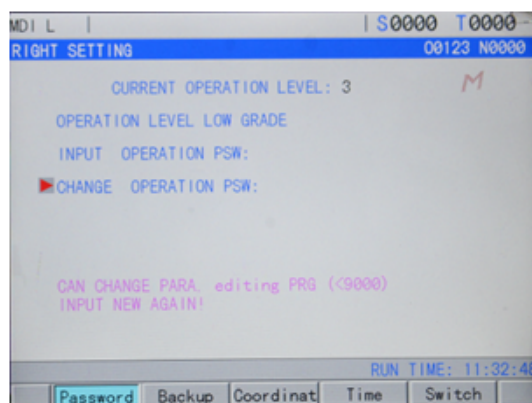 MDI L | | S0000 T0000
RIGHT SETTING O0123 N0000
CURRENT OPERATION LEVEL: 3
M
OPERATION LEVEL LOW GRADE
INPUT OPERATION PSW:
CHANGE OPERATION PSW:
CAN CHANGE PARA. editing PRG (<9000)
INPUT NEW AGAIN!
RUN TIME: 11:32:48
Password Backup Coordinat Time Switch